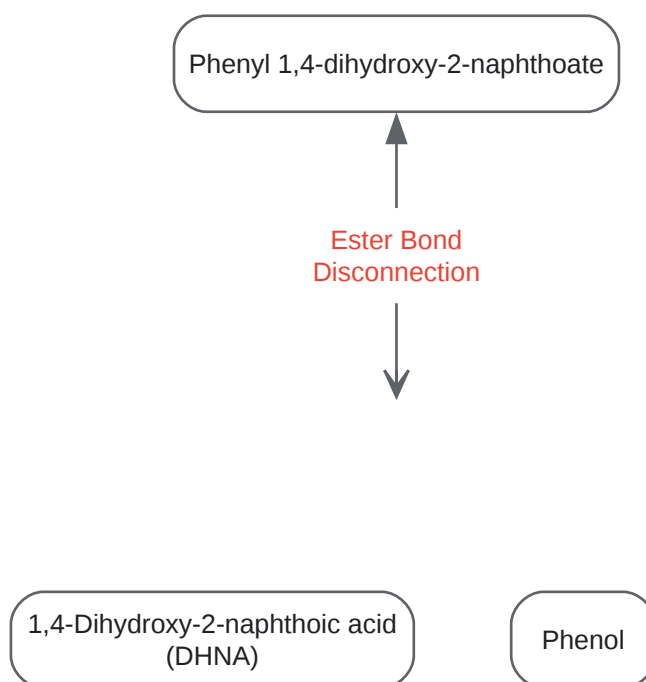 Phenyl 1,4-dihydroxy-2-naphthoate
Ester Bond
Disconnection
1,4-Dihydroxy-2-naphthoic acid
(DHNA)
Phenol